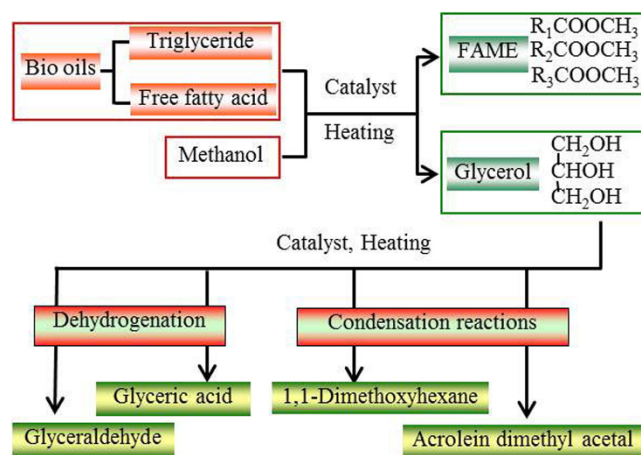 Bio oils
Triglyceride
Free fatty acid
Methanol
Catalyst
Heating
FAME
R₁COOCH₃
R₂COOCH₃
R₃COOCH₃
Glycerol
CH₂OH
CHOH
CH₂OH
Catalyst, Heating
Dehydrogenation
Condensation reactions
Glyceric acid
1,1-Dimethoxyhexane
Glyceraldehyde
Acrolein dimethyl acetal